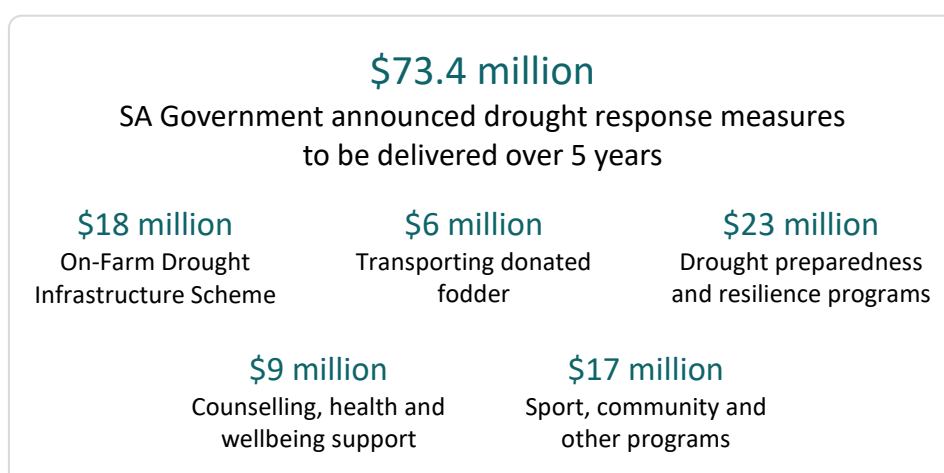 $73.4 million
SA Government announced drought response measures
to be delivered over 5 years
$18 million
On-Farm Drought
Infrastructure Scheme
$6 million
Transporting donated
fodder
$23 million
Drought preparedness
and resilience programs
$9 million
Counselling, health and
wellbeing support
$17 million
Sport, community and
other programs